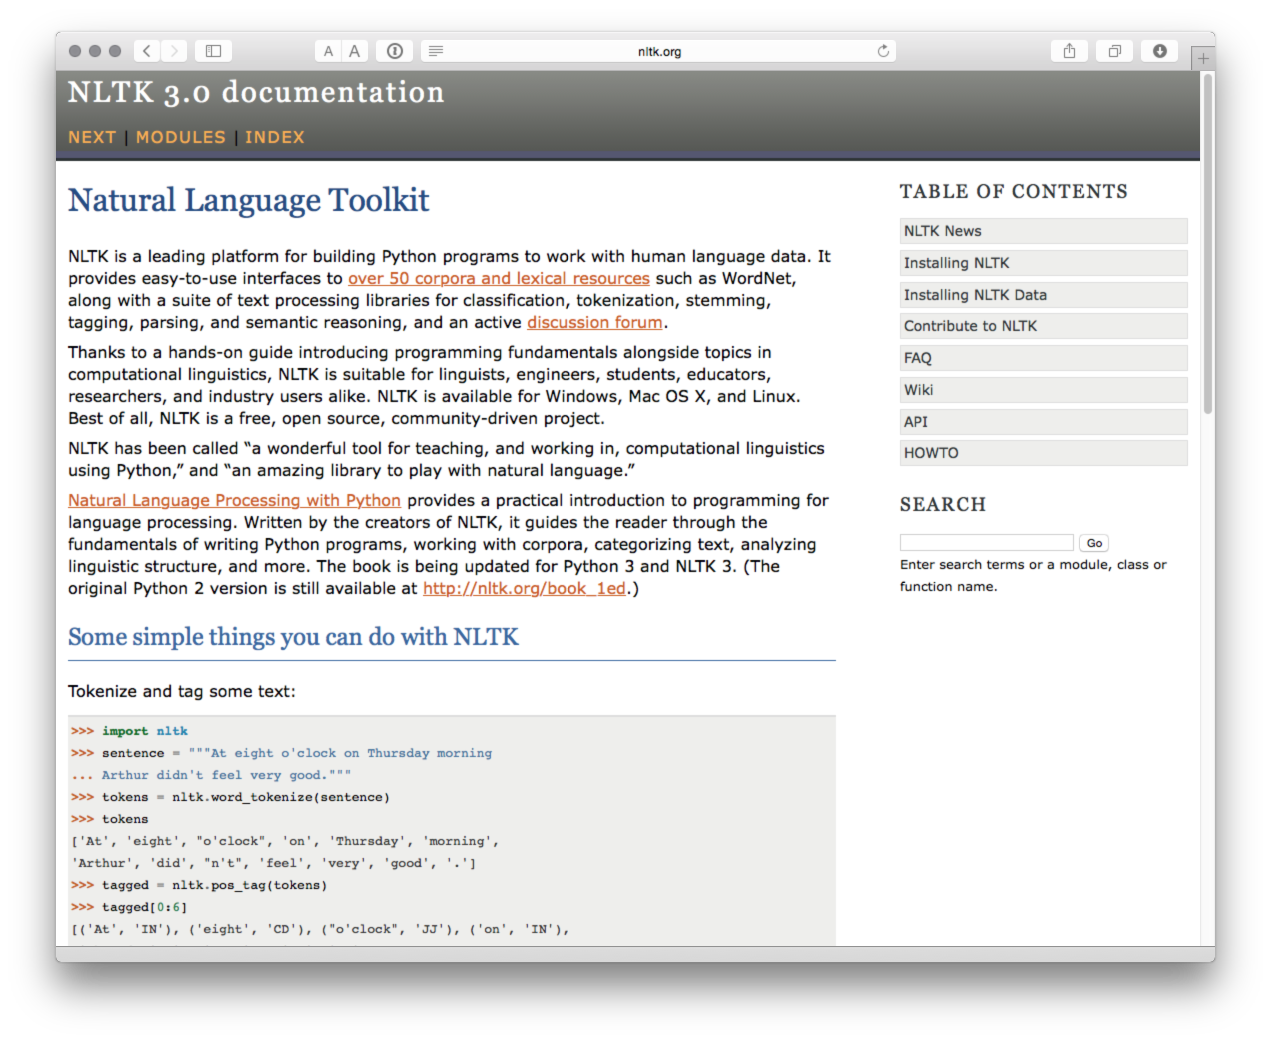 A A
nltk.org
NLTK 3.0 documentation
NEXT | MODULES | INDEX
Natural Language Toolkit
NLTK is a leading platform for building Python programs to work with human language data. It
provides easy-to-use interfaces to over 50 corpora and lexical resources such as WordNet,
along with a suite of text processing libraries for classification, tokenization, stemming,
tagging, parsing, and semantic reasoning, and an active discussion forum.
Thanks to a hands-on guide introducing programming fundamentals alongside topics in
computational linguistics, NLTK is suitable for linguists, engineers, students, educators,
researchers, and industry users alike. NLTK is available for Windows, Mac OS X, and Linux.
Best of all, NLTK is a free, open source, community-driven project.
NLTK has been called “a wonderful tool for teaching, and working in, computational linguistics
using Python,” and “an amazing library to play with natural language.”
Natural Language Processing with Python provides a practical introduction to programming for
language processing. Written by the creators of NLTK, it guides the reader through the
fundamentals of writing Python programs, working with corpora, categorizing text, analyzing
linguistic structure, and more. The book is being updated for Python 3 and NLTK 3. (The
original Python 2 version is still available at http://nltk.org/book_1ed.)
Some simple things you can do with NLTK
Tokenize and tag some text:
>>> import nltk
>>> sentence = """At eight o'clock on Thursday morning
... Arthur didn't feel very good."""
>>> tokens = nltk.word_tokenize(sentence)
>>> tokens
['At', 'eight', "o'clock", 'on', 'Thursday', 'morning',
'Arthur', 'did', "n't", 'feel', 'very', 'good', '.']
>>> tagged = nltk.pos_tag(tokens)
>>> tagged[0:6]
[('At', 'IN'), ('eight', 'CD'), ("o'clock", 'JJ'), ('on', 'IN'),
TABLE OF CONTENTS
NLTK News
Installing NLTK
Installing NLTK Data
Contribute to NLTK
FAQ
Wiki
API
HOWTO
SEARCH
Go
Enter search terms or a module, class or
function name.